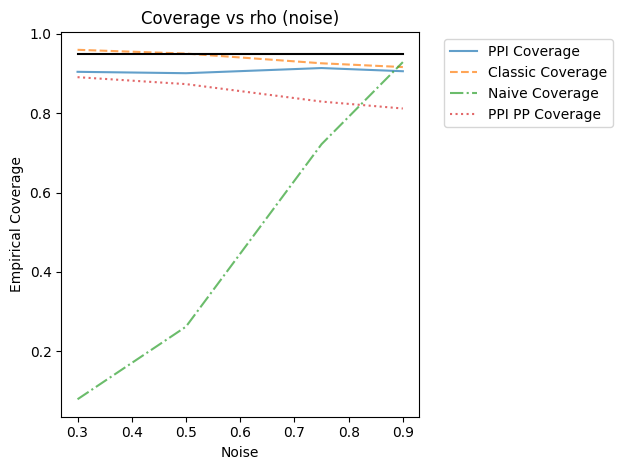 Coverage vs rho (noise)
PPI Coverage
Classic Coverage
Naive Coverage
PPI PP Coverage
Empirical Coverage
1.0
0.8
0.6
0.4
0.2
0.3 0.4 0.5 0.6 0.7 0.8 0.9
Noise